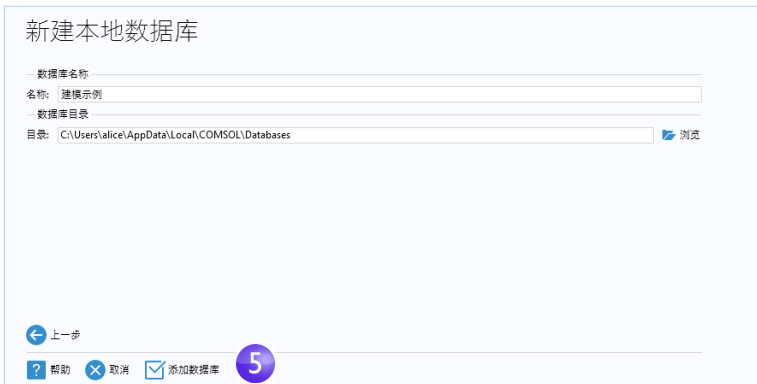 新建本地数据库
数据库名称
名称: 建模示例
数据库目录
目录: C:\Users\alice\AppData\Local\COMSOL\Databases 浏览
上一步
? 帮助 取消 添加数据库 5